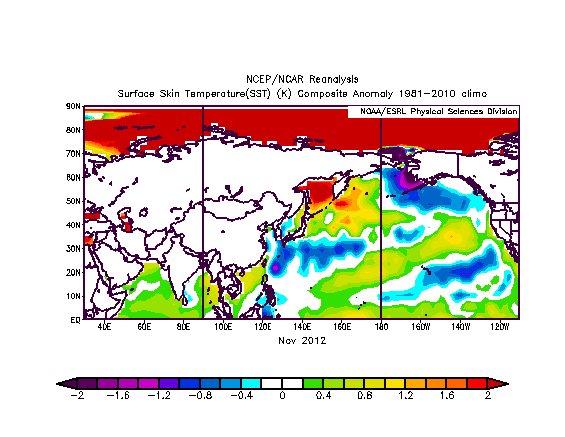 NCEP/NCAR Reanalysis
Surface Skin Temperature(SST) (K) Composite Anomaly 1981-2010 climo
NOAA/ESRL Physical Sciences Division
90N
80N
70N
60N
50N
40N
30N
20N
10N
EQ
40E 60E 80E 100E 120E 140E 160E 180 160W 140W 120W
Nov 2012
-2 -1.6 -1.2 -0.8 -0.4 0 0.4 0.8 1.2 1.6 2